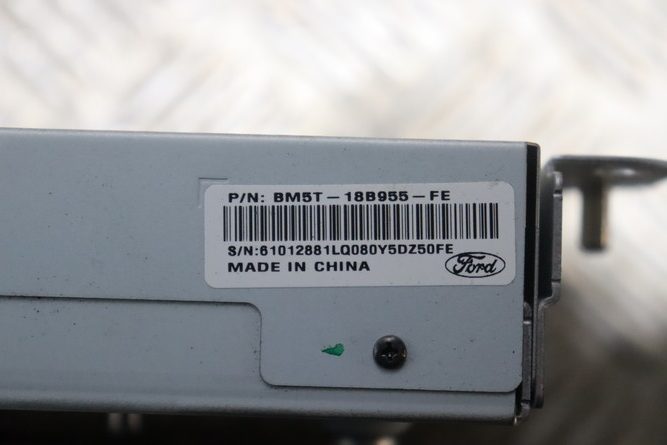 P/N: BM5T-18B955-FE
S/N:61012881LQ080Y5DZ50FE
MADE IN CHINA
Ford